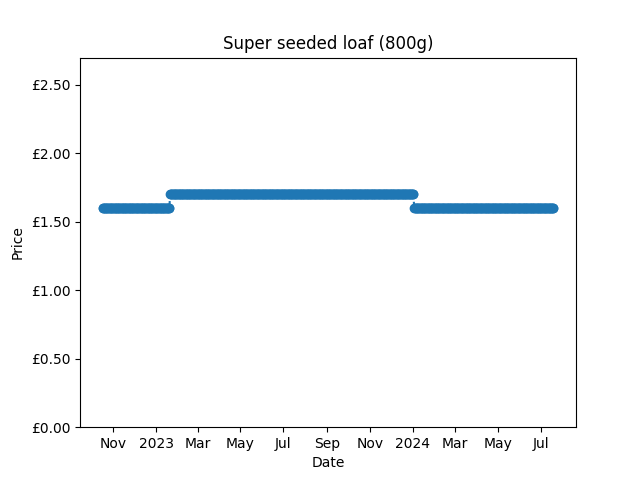 Super seeded loaf (800g)
£2.50
£2.00
£1.50
£1.00
£0.50
£0.00
Price
Nov 2023 Mar May Jul Sep Nov 2024 Mar May Jul
Date